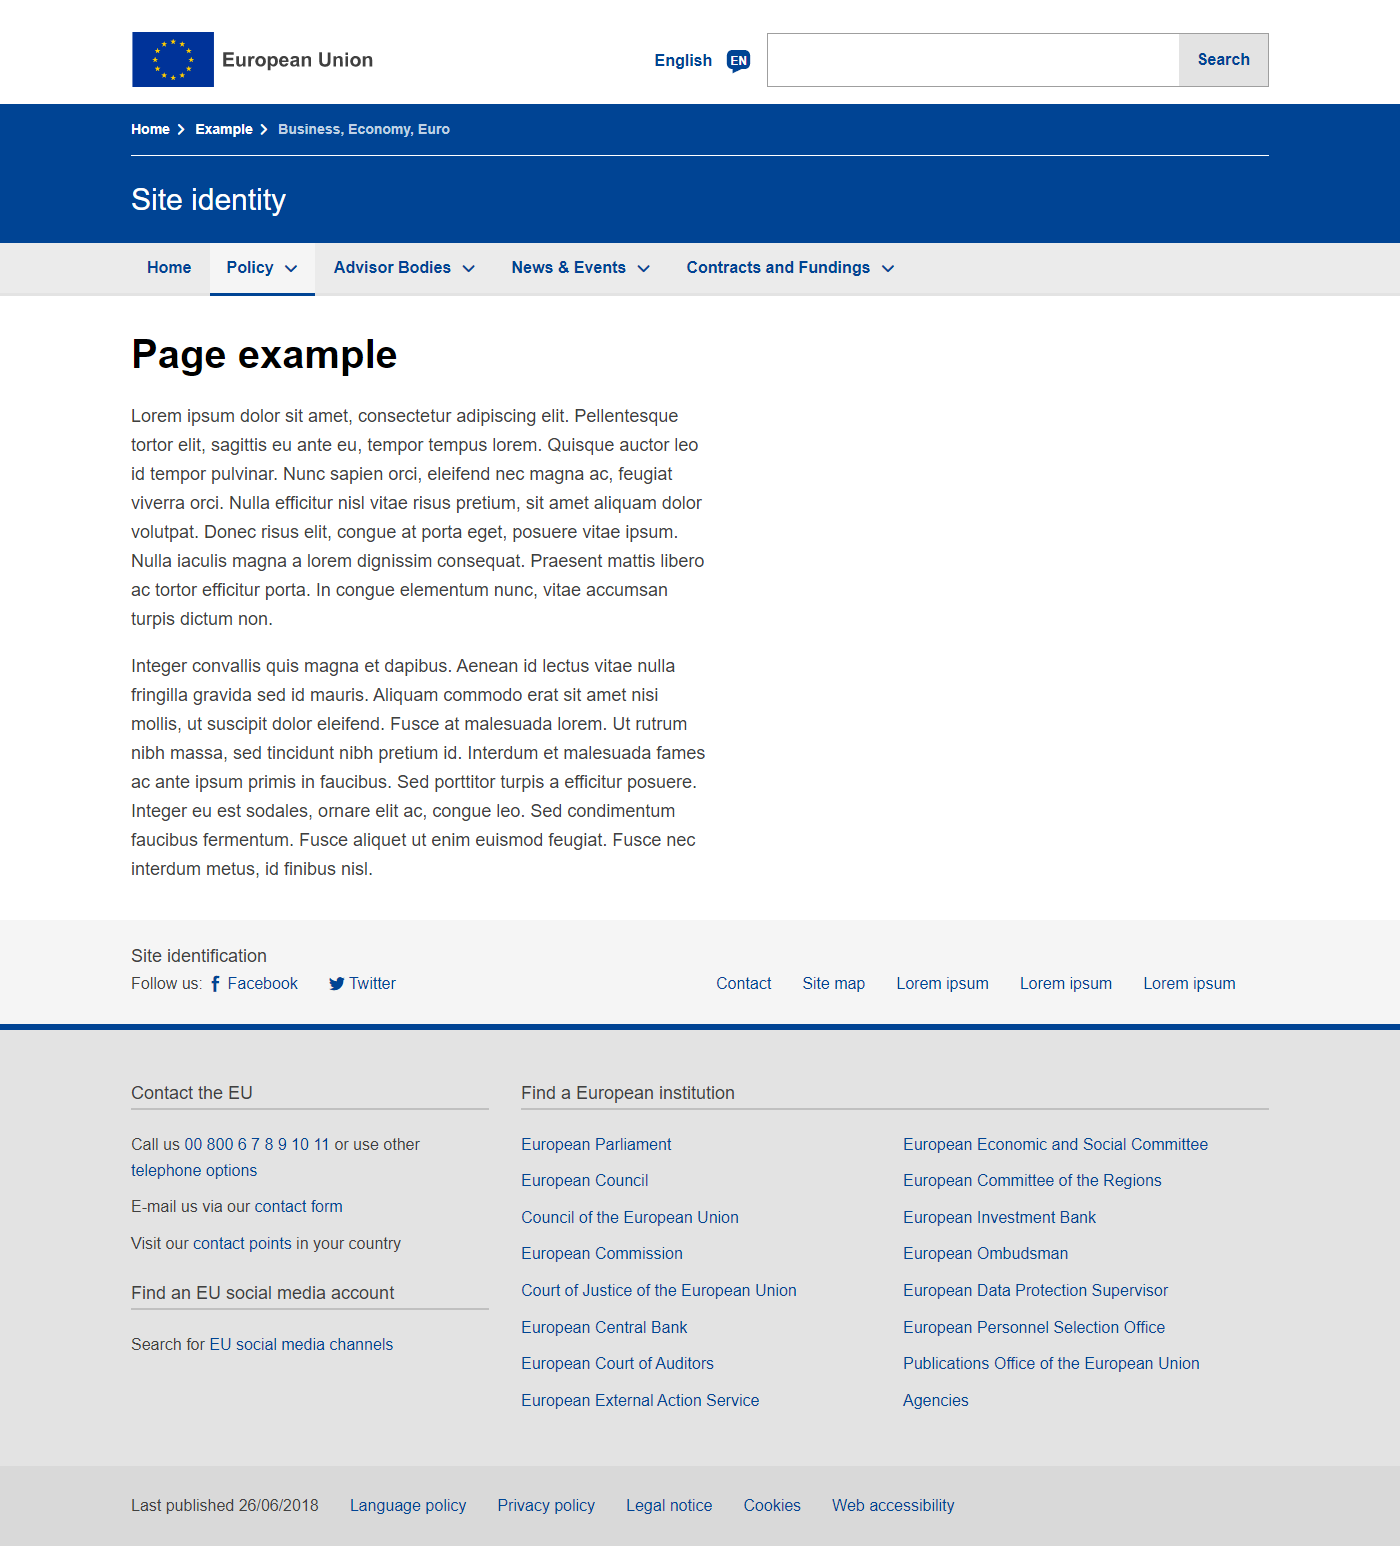 European Union
English EN
Search
Home Example Business, Economy, Euro
Site identity
Home Policy Advisor Bodies News & Events Contracts and Fundings
Page example
Lorem ipsum dolor sit amet, consectetur adipiscing elit. Pellentesque
tortor elit, sagittis eu ante eu, tempor tempus lorem. Quisque auctor leo
id tempor pulvinar. Nunc sapien orci, eleifend nec magna ac, feugiat
viverra orci. Nulla efficitur nisl vitae risus pretium, sit amet aliquam dolor
volutpat. Donec risus elit, congue at porta eget, posuere vitae ipsum.
Nulla iaculis magna a lorem dignissim consequat. Praesent mattis libero
ac tortor efficitur porta. In congue elementum nunc, vitae accumsan
turpis dictum non.
Integer convallis quis magna et dapibus. Aenean id lectus vitae nulla
fringilla gravida sed id mauris. Aliquam commodo erat sit amet nisi
mollis, ut suscipit dolor eleifend. Fusce at malesuada lorem. Ut rutrum
nibh massa, sed tincidunt nibh pretium id. Interdum et malesuada fames
ac ante ipsum primis in faucibus. Sed porttitor turpis a efficitur posuere.
Integer eu est sodales, ornare elit ac, congue leo. Sed condimentum
faucibus fermentum. Fusce aliquet ut enim euismod feugiat. Fusce nec
interdum metus, id finibus nisl.
Site identification
Follow us: Facebook Twitter
Contact Site map Lorem ipsum Lorem ipsum Lorem ipsum
Contact the EU
Call us 00 800 6 7 8 9 10 11 or use other
telephone options
E-mail us via our contact form
Visit our contact points in your country
Find an EU social media account
Search for EU social media channels
Find a European institution
European Parliament
European Council
Council of the European Union
European Commission
Court of Justice of the European Union
European Central Bank
European Court of Auditors
European External Action Service
European Economic and Social Committee
European Committee of the Regions
European Investment Bank
European Ombudsman
European Data Protection Supervisor
European Personnel Selection Office
Publications Office of the European Union
Agencies
Last published 26/06/2018 Language policy Privacy policy Legal notice Cookies Web accessibility